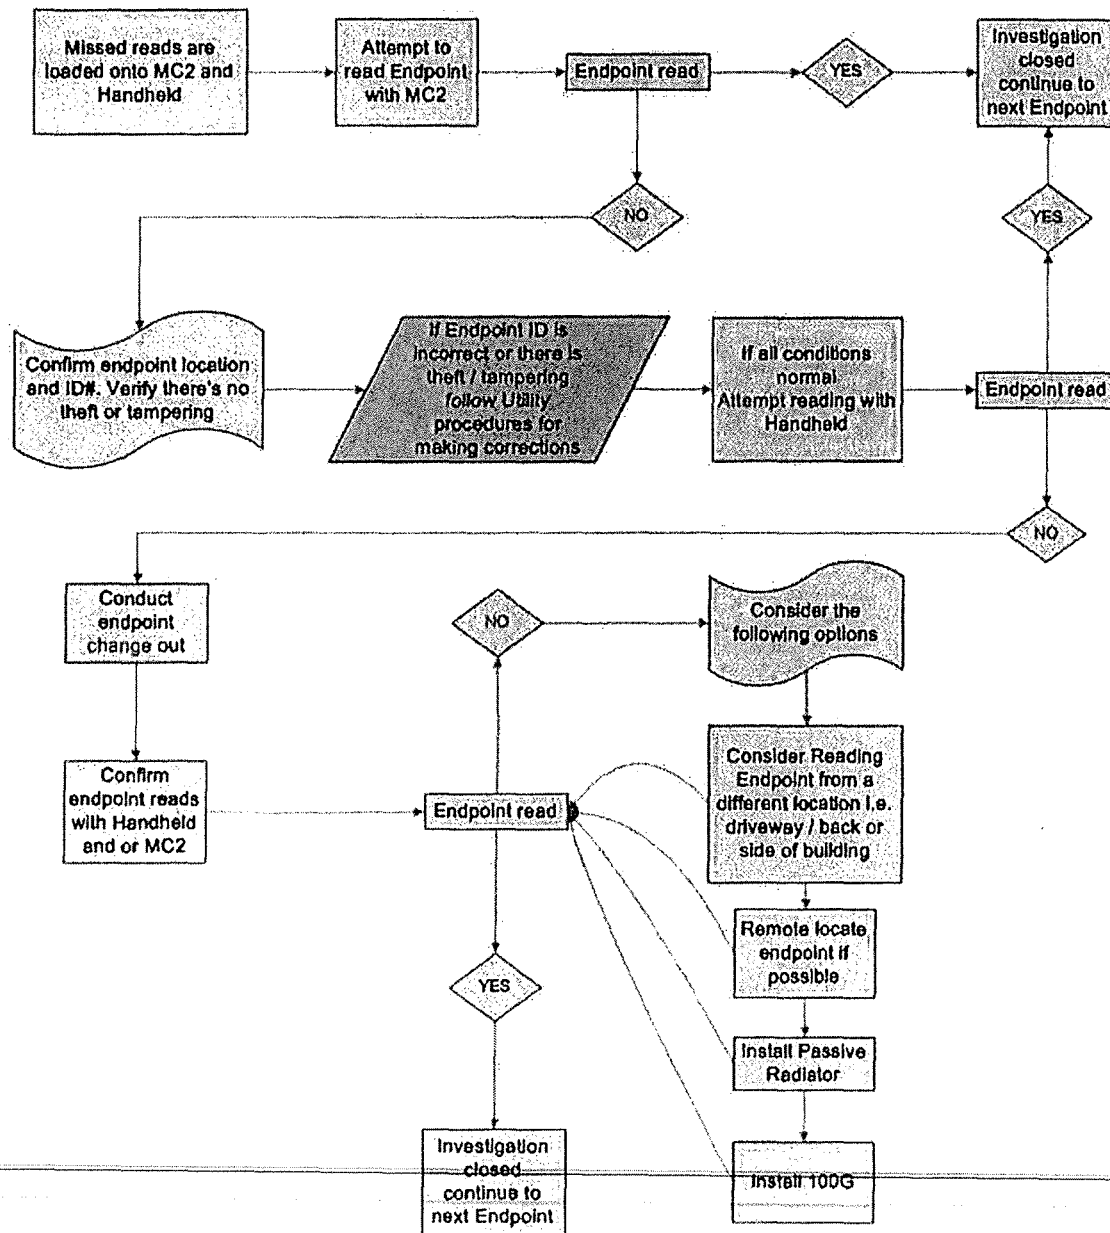 Missed reads are
loaded onto MC2 and
Handheld
Attempt to
read Endpoint
with MC2
Endpoint read
YES
Investigation
closed
continue to
next Endpoint
NO
YES
Confirm endpoint location
and ID#. Verify there's no
theft or tampering
If Endpoint ID is
incorrect or there is
theft / tampering
follow Utility
procedures for
making corrections
If all conditions
normal
Attempt reading with
Handheld
Endpoint read
NO
Conduct
endpoint
change out
NO
Consider the
following options
Confirm
endpoint reads
with Handheld
and or MC2
Endpoint read
Consider Reading
Endpoint from a
different location i.e.
driveway / back or
side of building
Remote locate
endpoint if
possible
YES
Install Passive
Radiator
Investigation
closed
continue to
next Endpoint
Install 100G